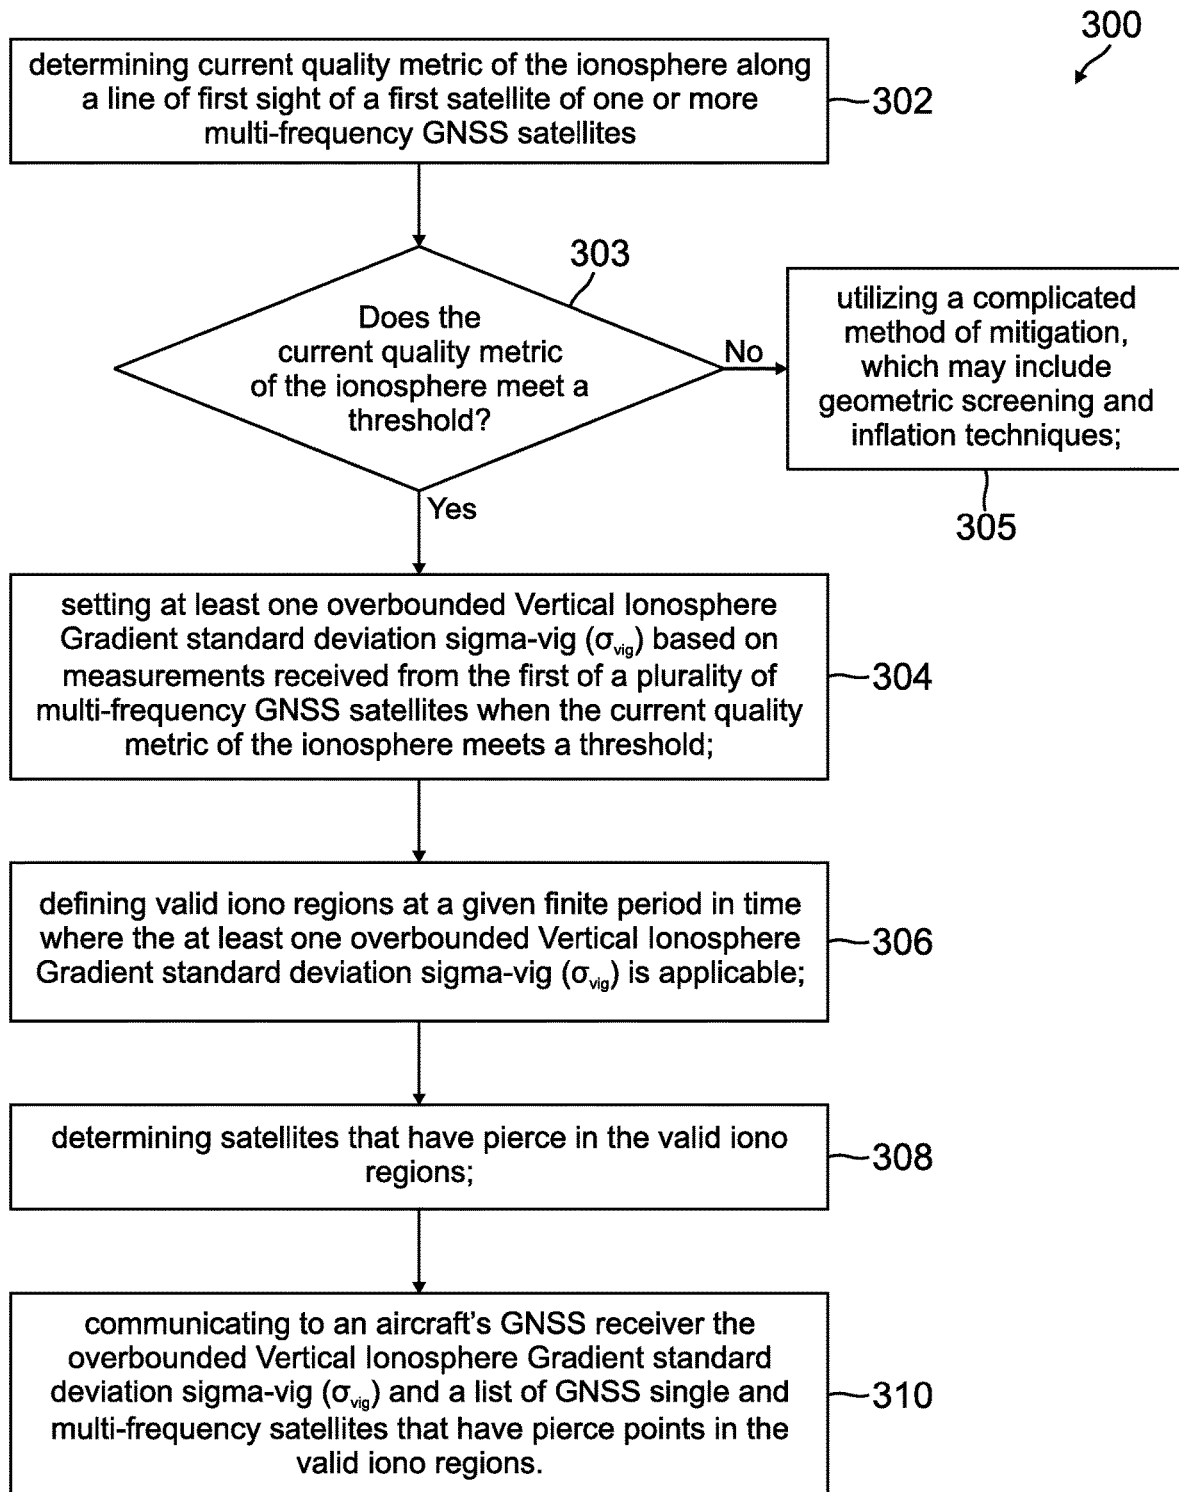 300
determining current quality metric of the ionosphere along
a line of first sight of a first satellite of one or more
multi-frequency GNSS satellites
302
303
Does the
current quality metric
of the ionosphere meet a
threshold?
No
utilizing a complicated
method of mitigation,
which may include
geometric screening and
inflation techniques;
305
Yes
setting at least one overbounded Vertical Ionosphere
Gradient standard deviation sigma-vig (σvig) based on
measurements received from the first of a plurality of
multi-frequency GNSS satellites when the current quality
metric of the ionosphere meets a threshold;
304
defining valid iono regions at a given finite period in time
where the at least one overbounded Vertical Ionosphere
Gradient standard deviation sigma-vig (σvig) is applicable;
306
determining satellites that have pierce in the valid iono
regions;
308
communicating to an aircraft's GNSS receiver the
overbounded Vertical Ionosphere Gradient standard
deviation sigma-vig (σvig) and a list of GNSS single and
multi-frequency satellites that have pierce points in the
valid iono regions.
310